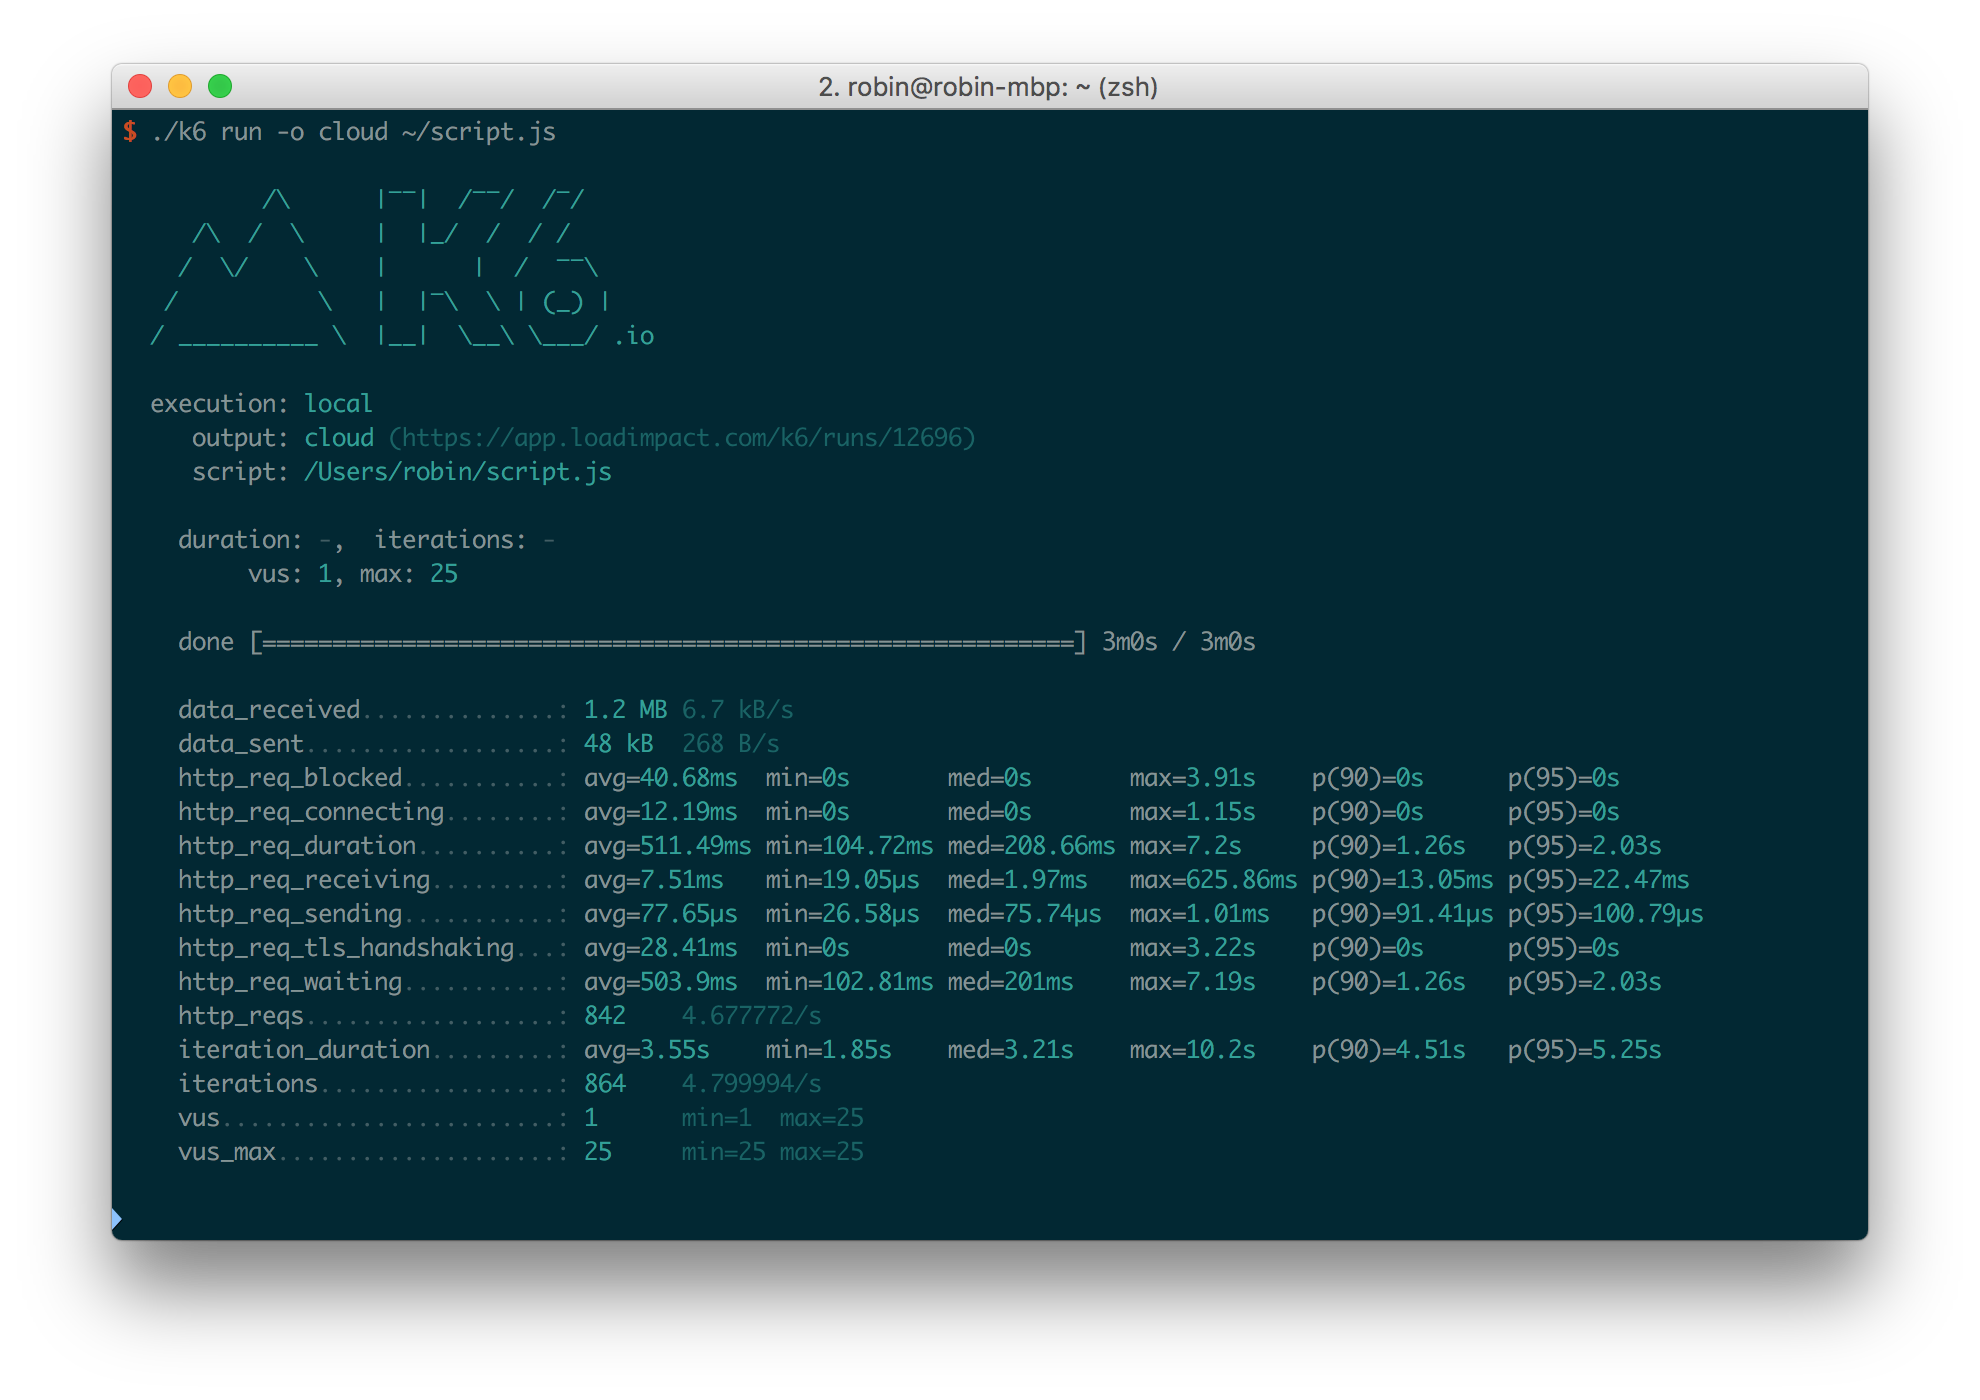 2. robin@robin-mbp: ~ (zsh)
$ ./k6 run -o cloud ~/script.js
        /\      |‾‾|  /‾‾/  /‾/
   /\  /  \     |  |_/  /  / /
  /  \/    \    |      |  /  ‾‾\
 /          \   |  |‾\  \ | (_) |
/ __________ \  |__|  \__\ \___/ .io
execution: local
output: cloud (https://app.loadimpact.com/k6/runs/12696)
script: /Users/robin/script.js
duration: -,  iterations: -
vus: 1, max: 25
done [==========================================================] 3m0s / 3m0s
data_received..............: 1.2 MB 6.7 kB/s
data_sent..................: 48 kB  268 B/s
http_req_blocked...........: avg=40.68ms  min=0s       med=0s       max=3.91s    p(90)=0s      p(95)=0s
http_req_connecting........: avg=12.19ms  min=0s       med=0s       max=1.15s    p(90)=0s      p(95)=0s
http_req_duration..........: avg=511.49ms min=104.72ms med=208.66ms max=7.2s     p(90)=1.26s   p(95)=2.03s
http_req_receiving.........: avg=7.51ms   min=19.05µs  med=1.97ms   max=625.86ms p(90)=13.05ms p(95)=22.47ms
http_req_sending...........: avg=77.65µs  min=26.58µs  med=75.74µs  max=1.01ms   p(90)=91.41µs p(95)=100.79µs
http_req_tls_handshaking...: avg=28.41ms  min=0s       med=0s       max=3.22s    p(90)=0s      p(95)=0s
http_req_waiting...........: avg=503.9ms  min=102.81ms med=201ms    max=7.19s    p(90)=1.26s   p(95)=2.03s
http_reqs..................: 842    4.677772/s
iteration_duration.........: avg=3.55s    min=1.85s    med=3.21s    max=10.2s    p(90)=4.51s   p(95)=5.25s
iterations.................: 864    4.799994/s
vus........................: 1      min=1  max=25
vus_max....................: 25     min=25 max=25